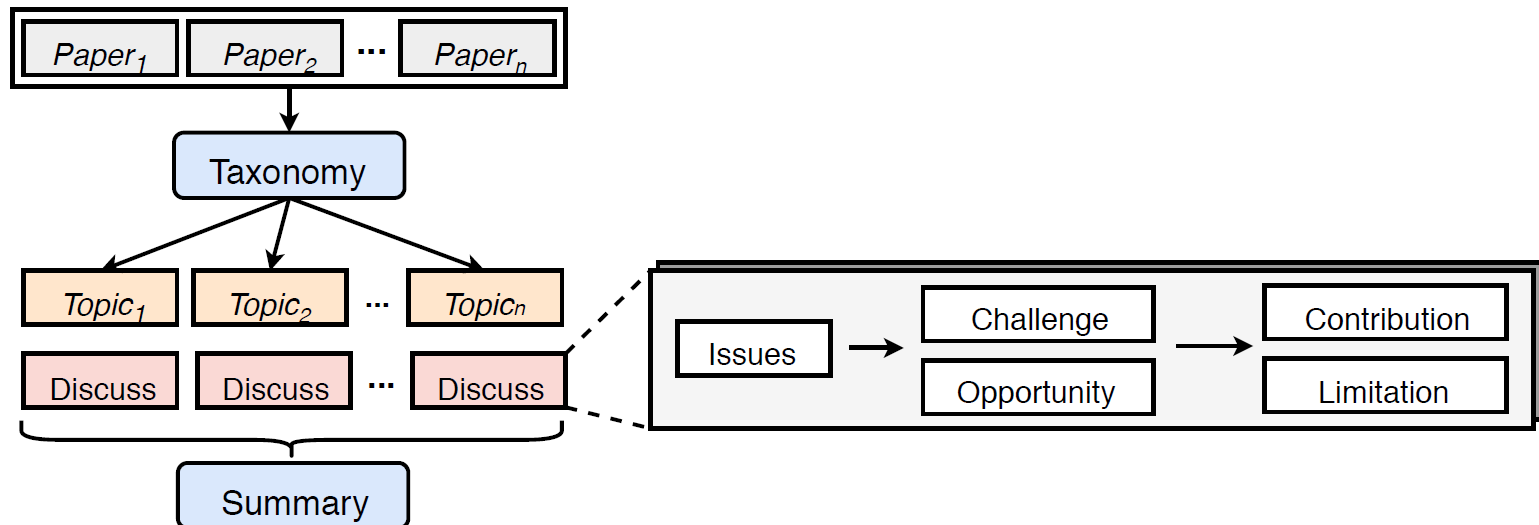 Paper₁ Paper₂ ... Paperₙ
Taxonomy
Topic₁ Topic₂ ... Topicₙ
Discuss Discuss ... Discuss
Issues
Challenge
Opportunity
Contribution
Limitation
Summary